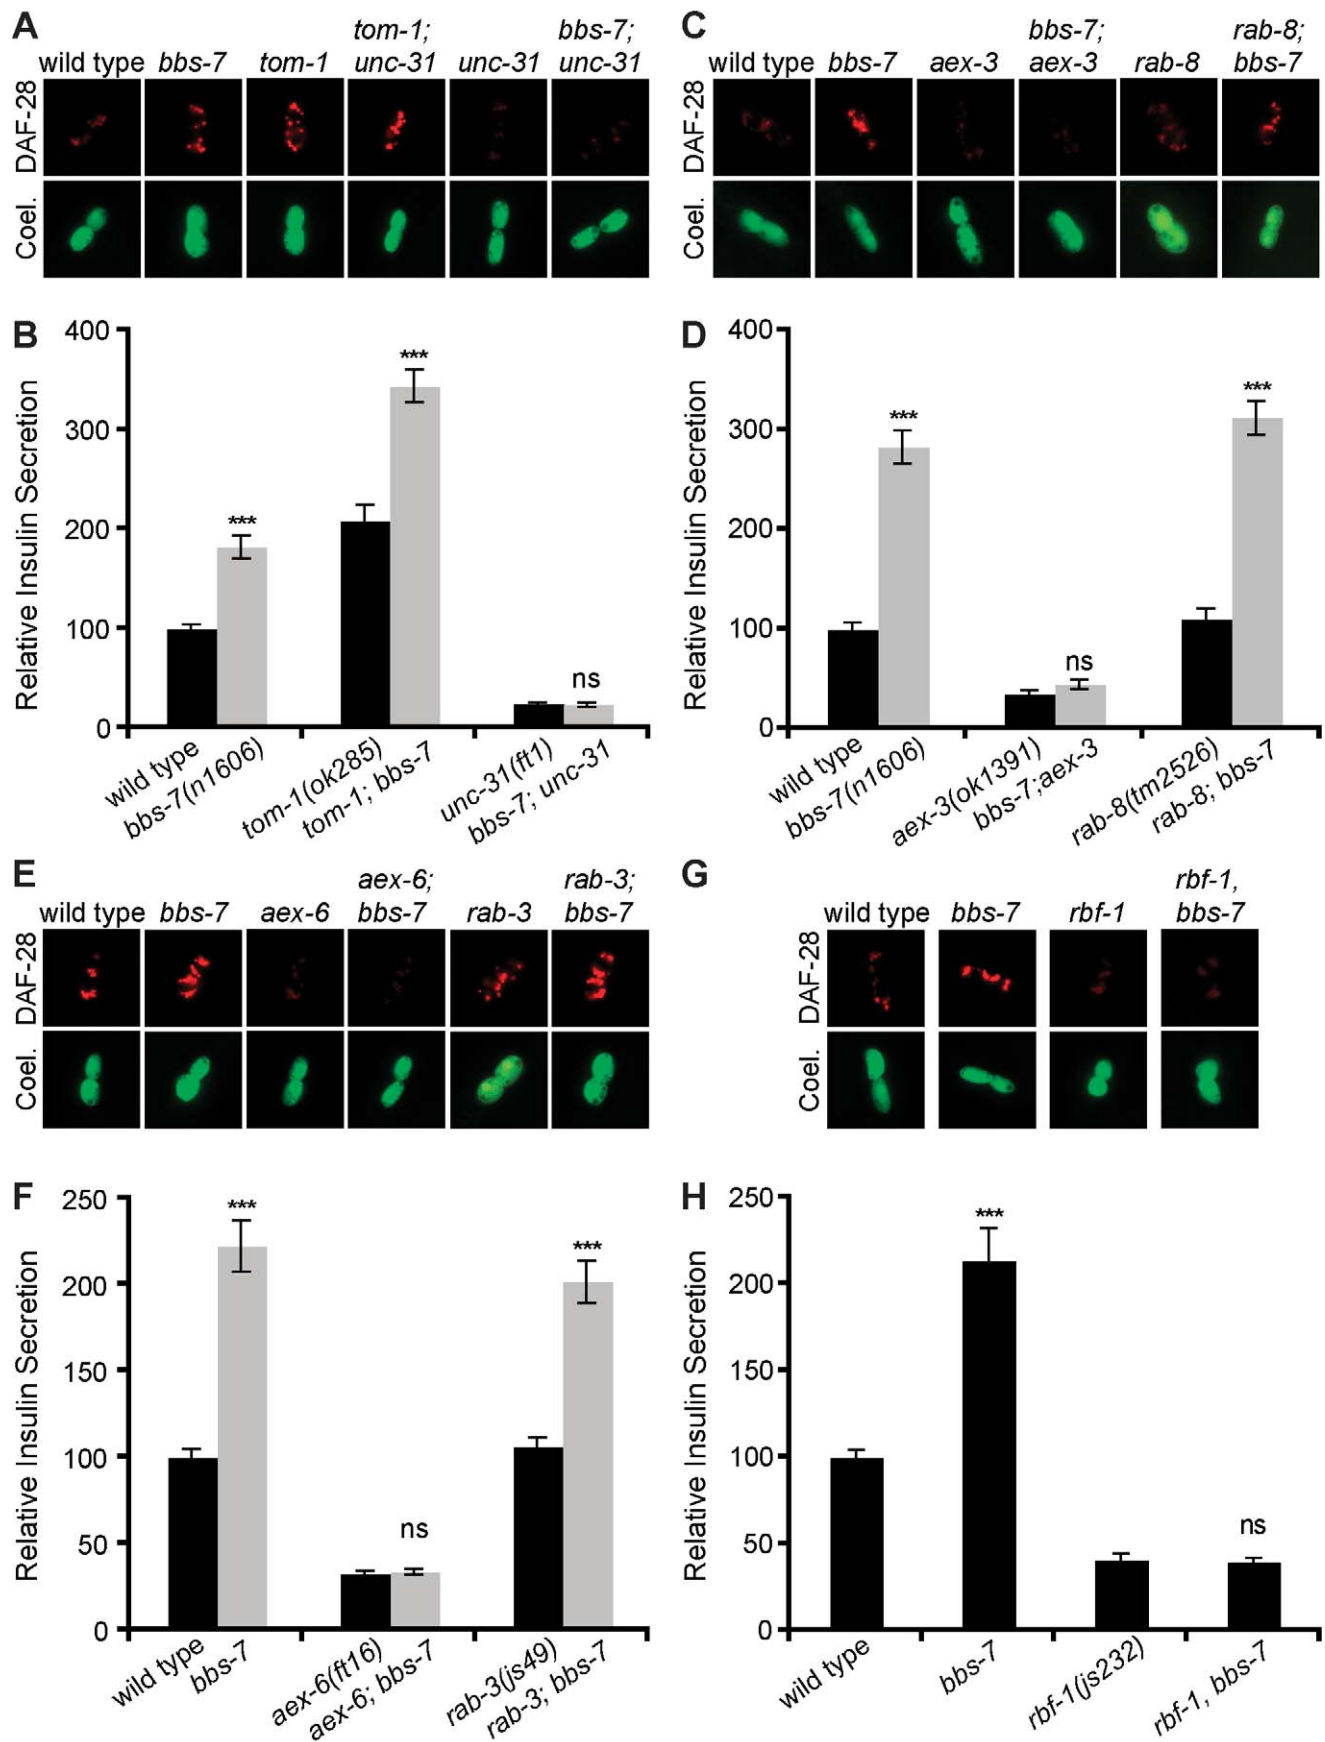 A
wild type bbs-7 tom-1 tom-1; unc-31 unc-31 bbs-7; unc-31
DAF-28
Coel.
B
Relative Insulin Secretion
400
300
200
100
0
***
***
ns
wild type
bbs-7(n1606)
tom-1(ok285)
tom-1; bbs-7
unc-31(ft1)
bbs-7; unc-31
C
wild type bbs-7 aex-3 bbs-7; aex-3 rab-8 rab-8; bbs-7
DAF-28
Coel.
D
Relative Insulin Secretion
400
300
200
100
0
***
ns
***
wild type
bbs-7(n1606)
aex-3(ok1391)
bbs-7;aex-3
rab-8(tm2526)
rab-8; bbs-7
E
wild type bbs-7 aex-6 aex-6; bbs-7 rab-3 rab-3; bbs-7
DAF-28
Coel.
F
Relative Insulin Secretion
250
200
150
100
50
0
***
ns
***
wild type
bbs-7
aex-6(ft16)
aex-6; bbs-7
rab-3(js49)
rab-3; bbs-7
G
wild type bbs-7 rbf-1 rbf-1, bbs-7
DAF-28
Coel.
H
Relative Insulin Secretion
250
200
150
100
50
0
***
ns
wild type
bbs-7
rbf-1(js232)
rbf-1, bbs-7